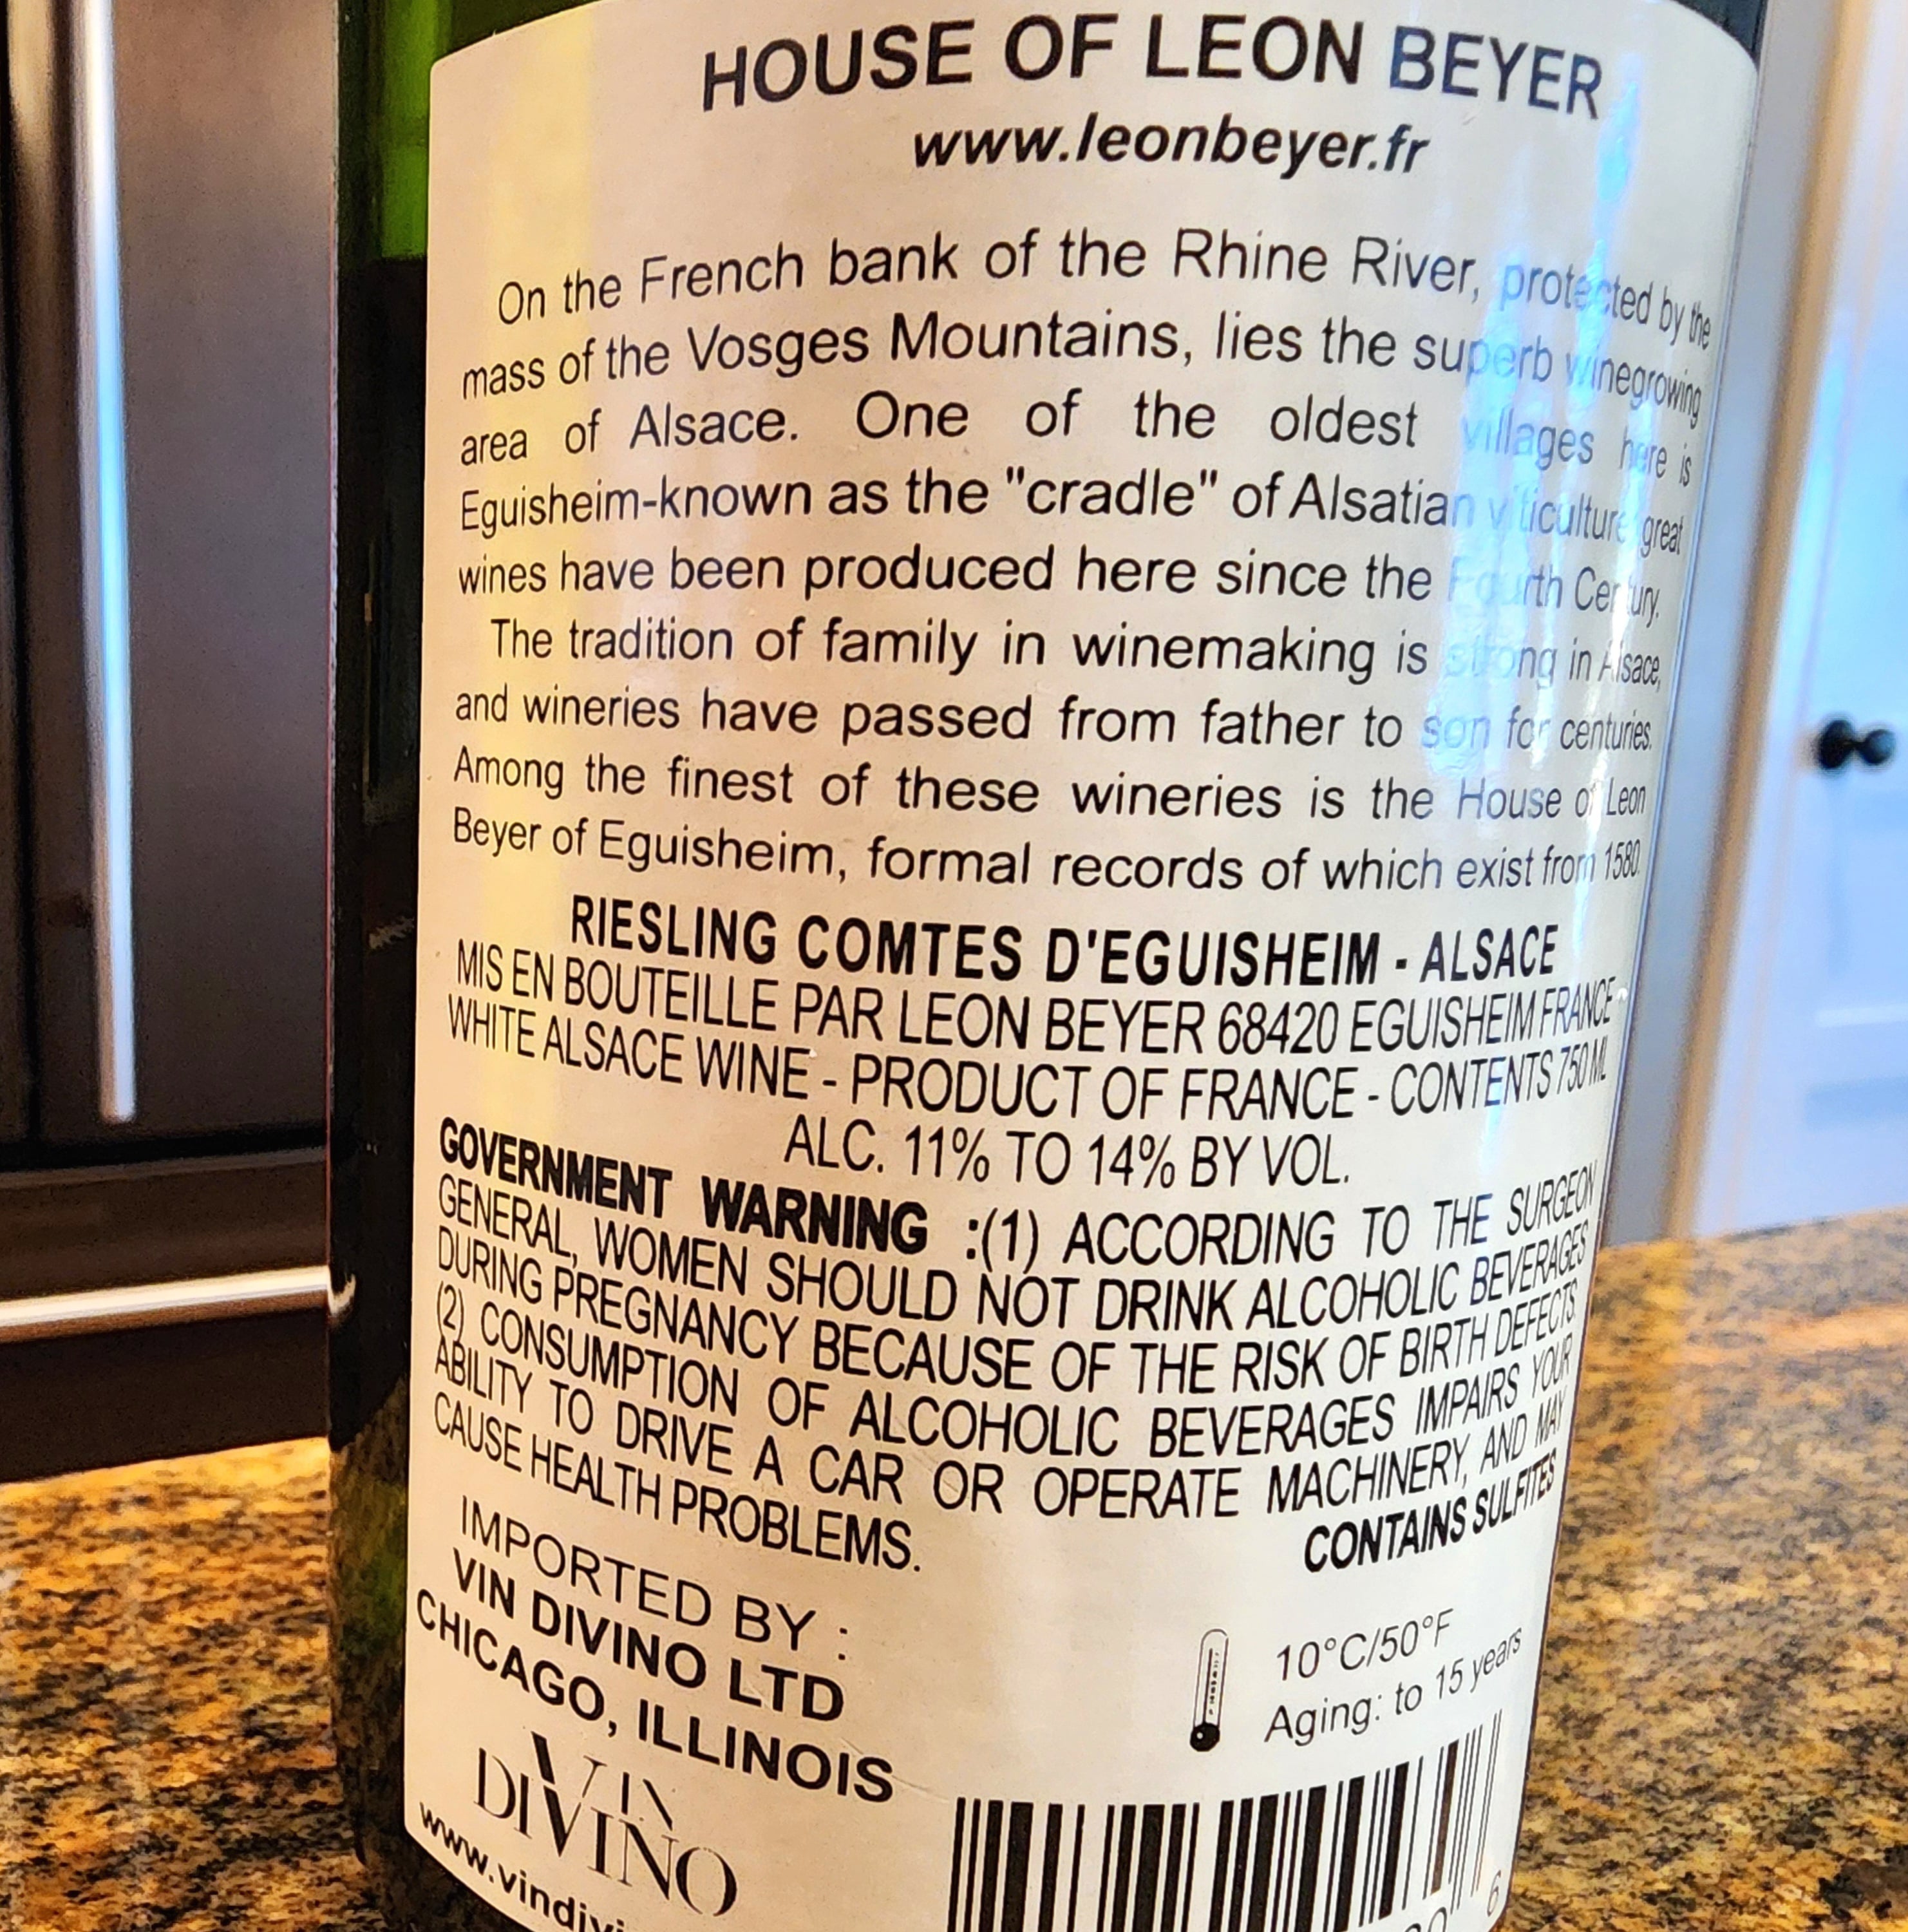 HOUSE OF LEON BEYER
www.leonbeyer.fr
On the French bank of the Rhine River, protected by the
mass of the Vosges Mountains, lies the superb winegrowing
area of Alsace. One of the oldest villages here is
Eguisheim-known as the "cradle" of Alsatian viticulture great
wines have been produced here since the Fourth Century.
The tradition of family in winemaking is strong in Alsace,
and wineries have passed from father to son for centuries.
Among the finest of these wineries is the House of Leon
Beyer of Eguisheim, formal records of which exist from 1580.
RIESLING COMTES D'EGUISHEIM - ALSACE
MIS EN BOUTEILLE PAR LEON BEYER 68420 EGUISHEIM FRANCE -
WHITE ALSACE WINE - PRODUCT OF FRANCE - CONTENTS 750 ML
ALC. 11% TO 14% BY VOL.
GOVERNMENT WARNING :(1) ACCORDING TO THE SURGEON
GENERAL, WOMEN SHOULD NOT DRINK ALCOHOLIC BEVERAGES
DURING PREGNANCY BECAUSE OF THE RISK OF BIRTH DEFECTS.
(2) CONSUMPTION OF ALCOHOLIC BEVERAGES IMPAIRS YOUR
ABILITY TO DRIVE A CAR OR OPERATE MACHINERY, AND MAY
CAUSE HEALTH PROBLEMS.
CONTAINS SULFITES
IMPORTED BY :
VIN DIVINO LTD
CHICAGO, ILLINOIS
VIN
DIVINO
www.vindivi
10°C/50°F
Aging: to 15 years
6